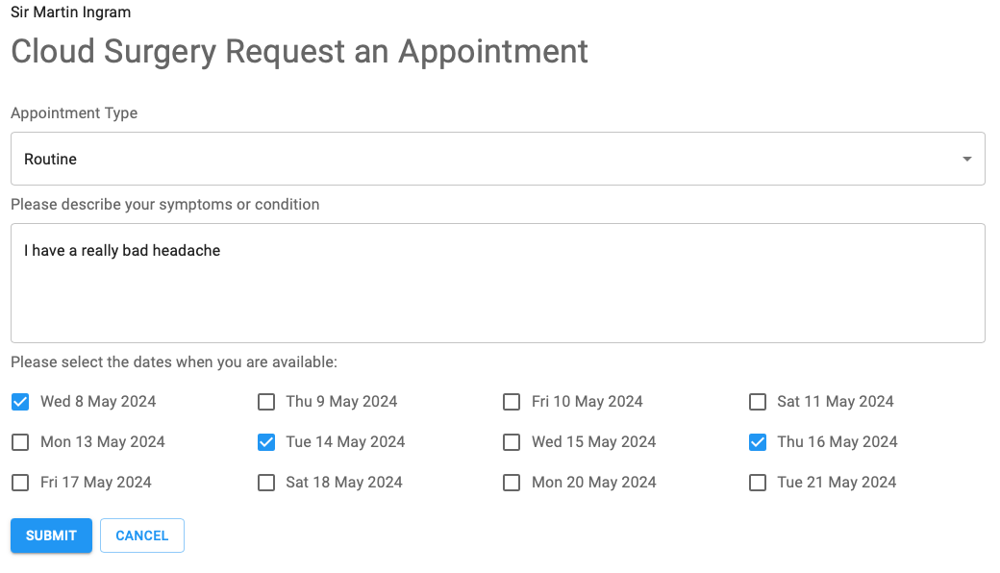 Sir Martin Ingram
Cloud Surgery Request an Appointment
Appointment Type
Routine
Please describe your symptoms or condition
I have a really bad headache
Please select the dates when you are available:
Wed 8 May 2024 Thu 9 May 2024 Fri 10 May 2024 Sat 11 May 2024
Mon 13 May 2024 Tue 14 May 2024 Wed 15 May 2024 Thu 16 May 2024
Fri 17 May 2024 Sat 18 May 2024 Mon 20 May 2024 Tue 21 May 2024
SUBMIT CANCEL